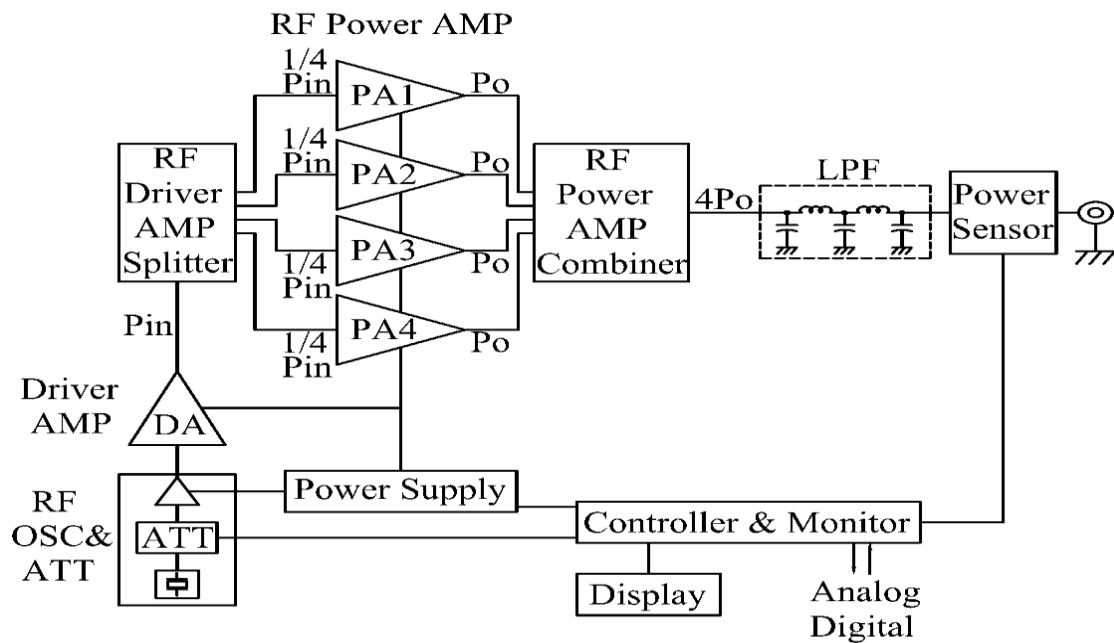 RF Power AMP
1/4
Pin
PA1
Po
1/4
Pin
PA2
Po
1/4
Pin
PA3
Po
1/4
Pin
PA4
Po
RF
Driver
AMP
Splitter
RF
Power
AMP
Combiner
4Po
LPF
Power
Sensor
Pin
Driver
AMP
DA
RF
OSC&
ATT
ATT
Power Supply
Controller & Monitor
Display
Analog
Digital